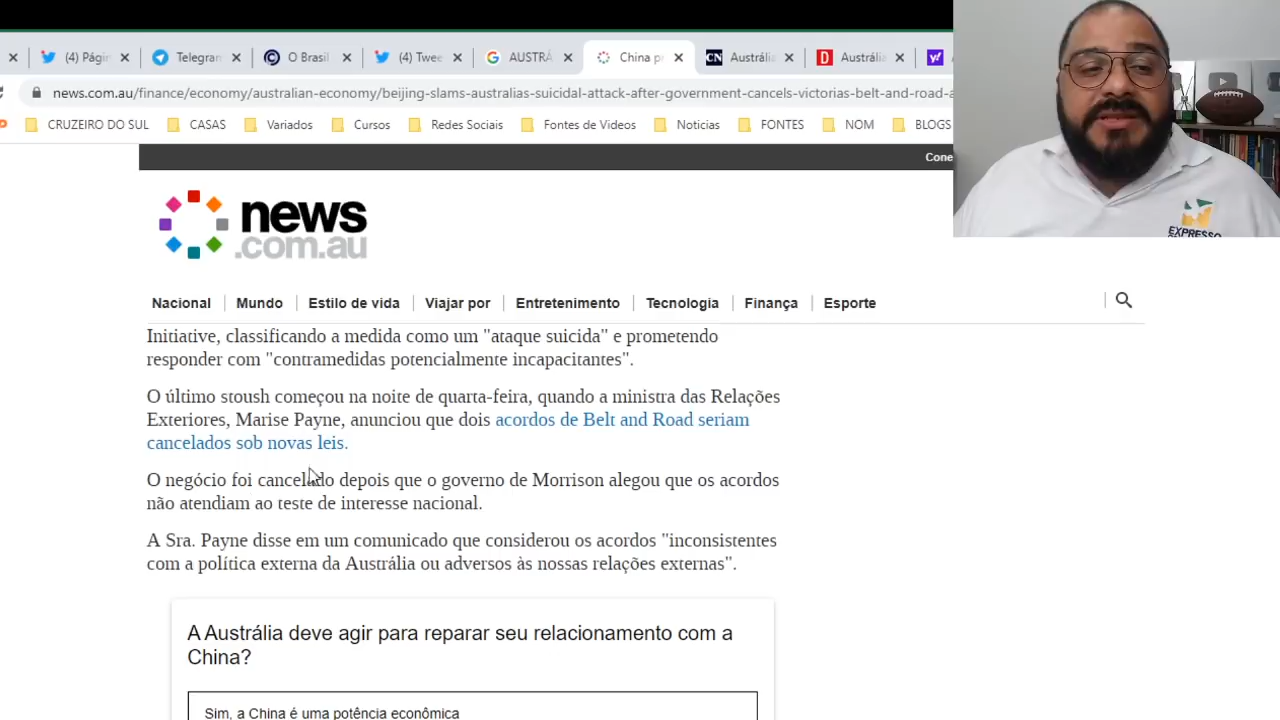 (4) Págin
Telegran
O Brasil
(4) Twee
AUSTRÁ
China p
Austrália
Austrália
news.com.au/finance/economy/australian-economy/beijing-slams-australias-suicidal-attack-after-government-cancels-victorias-belt-and-road-a
CRUZEIRO DO SUL
CASAS
Variados
Cursos
Redes Sociais
Fontes de Videos
Noticias
FONTES
NOM
BLOGS
Cone
EXPRESSO
news
.com.au
Nacional
Mundo
Estilo de vida
Viajar por
Entretenimento
Tecnologia
Finança
Esporte
Initiative, classificando a medida como um "ataque suicida" e prometendo
responder com "contramedidas potencialmente incapacitantes".
O último stoush começou na noite de quarta-feira, quando a ministra das Relações
Exteriores, Marise Payne, anunciou que dois acordos de Belt and Road seriam
cancelados sob novas leis.
O negócio foi cancelado depois que o governo de Morrison alegou que os acordos
não atendiam ao teste de interesse nacional.
A Sra. Payne disse em um comunicado que considerou os acordos "inconsistentes
com a política externa da Austrália ou adversos às nossas relações externas".
A Austrália deve agir para reparar seu relacionamento com a
China?
Sim, a China é uma potência econômica